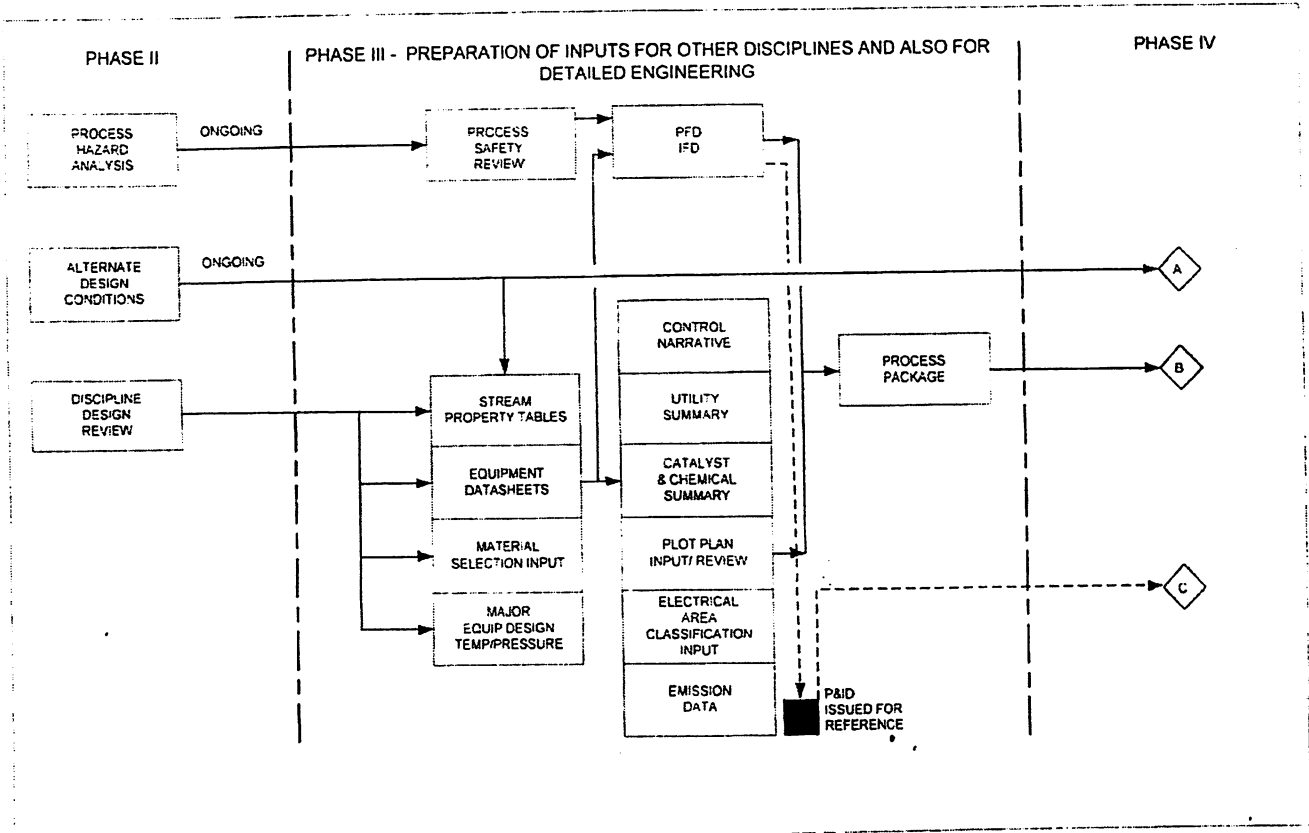 PHASE II
PHASE III - PREPARATION OF INPUTS FOR OTHER DISCIPLINES AND ALSO FOR
DETAILED ENGINEERING
PHASE IV
PROCESS
HAZARD
ANALYSIS
ONGOING
PROCESS
SAFETY
REVIEW
PFD
IFD
ALTERNATE
DESIGN
CONDITIONS
ONGOING
A
CONTROL
NARRATIVE
PROCESS
PACKAGE
B
DISCIPLINE
DESIGN
REVIEW
STREAM
PROPERTY TABLES
UTILITY
SUMMARY
EQUIPMENT
DATASHEETS
CATALYST
& CHEMICAL
SUMMARY
MATERIAL
SELECTION INPUT
PLOT PLAN
INPUT/ REVIEW
C
MAJOR
EQUIP DESIGN
TEMP/PRESSURE
ELECTRICAL
AREA
CLASSIFICATION
INPUT
EMISSION
DATA
P&ID
ISSUED FOR
REFERENCE